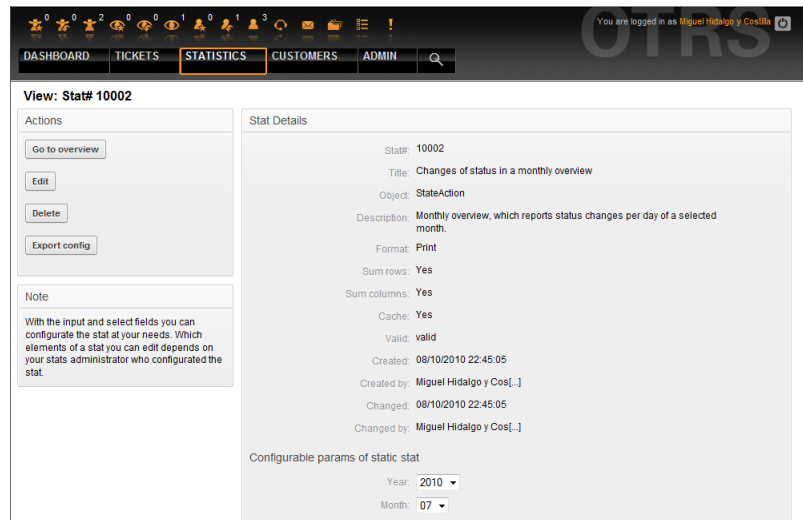 0 0 2 0 0 1 0 1 3
You are logged in as Miguel Hidalgo y Costilla
OTRS
DASHBOARD TICKETS STATISTICS CUSTOMERS ADMIN
View: Stat# 10002
Actions
Go to overview
Edit
Delete
Export config
Note
With the input and select fields you can
configurate the stat at your needs. Which
elements of a stat you can edit depends on
your stats administrator who configurated the
stat.
Stat Details
Stat#: 10002
Title: Changes of status in a monthly overview
Object: StateAction
Description: Monthly overview, which reports status changes per day of a selected
month.
Format: Print
Sum rows: Yes
Sum columns: Yes
Cache: Yes
Valid: valid
Created: 08/10/2010 22:45:05
Created by: Miguel Hidalgo y Cos[...]
Changed: 08/10/2010 22:45:05
Changed by: Miguel Hidalgo y Cos[...]
Configurable params of static stat
Year: 2010
Month: 07